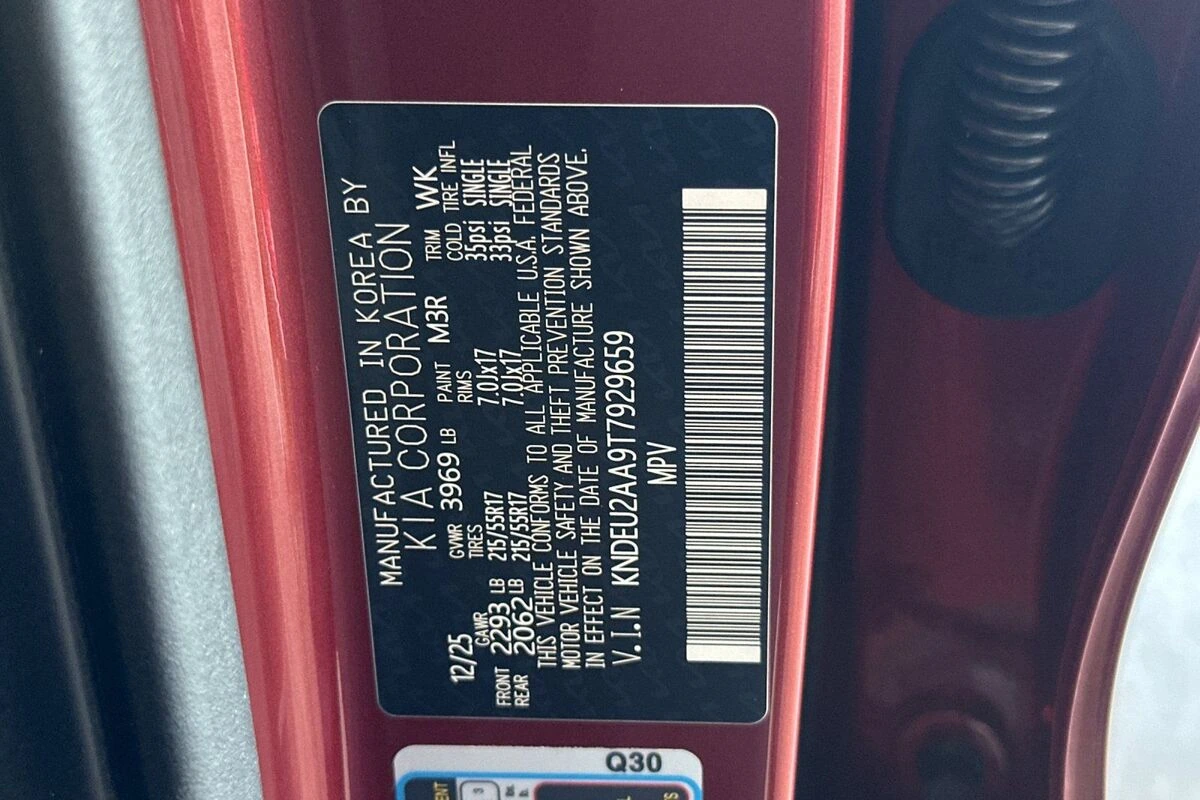 MANUFACTURED IN KOREA BY
KIA CORPORATION
12/25 GVWR 3969 LB PAINT M3R TRIM WK
GAWR TIRES RIMS COLD TIRE INFL
FRONT 2293 LB 215/55R17 7.0Jx17 35psi SINGLE
REAR 2062 LB 215/55R17 7.0Jx17 33psi SINGLE
THIS VEHICLE CONFORMS TO ALL APPLICABLE U.S.A. FEDERAL
MOTOR VEHICLE SAFETY AND THEFT PREVENTION STANDARDS
IN EFFECT ON THE DATE OF MANUFACTURE SHOWN ABOVE.
V.I.N KNDEU2AA9T7929659
MPV
Q30